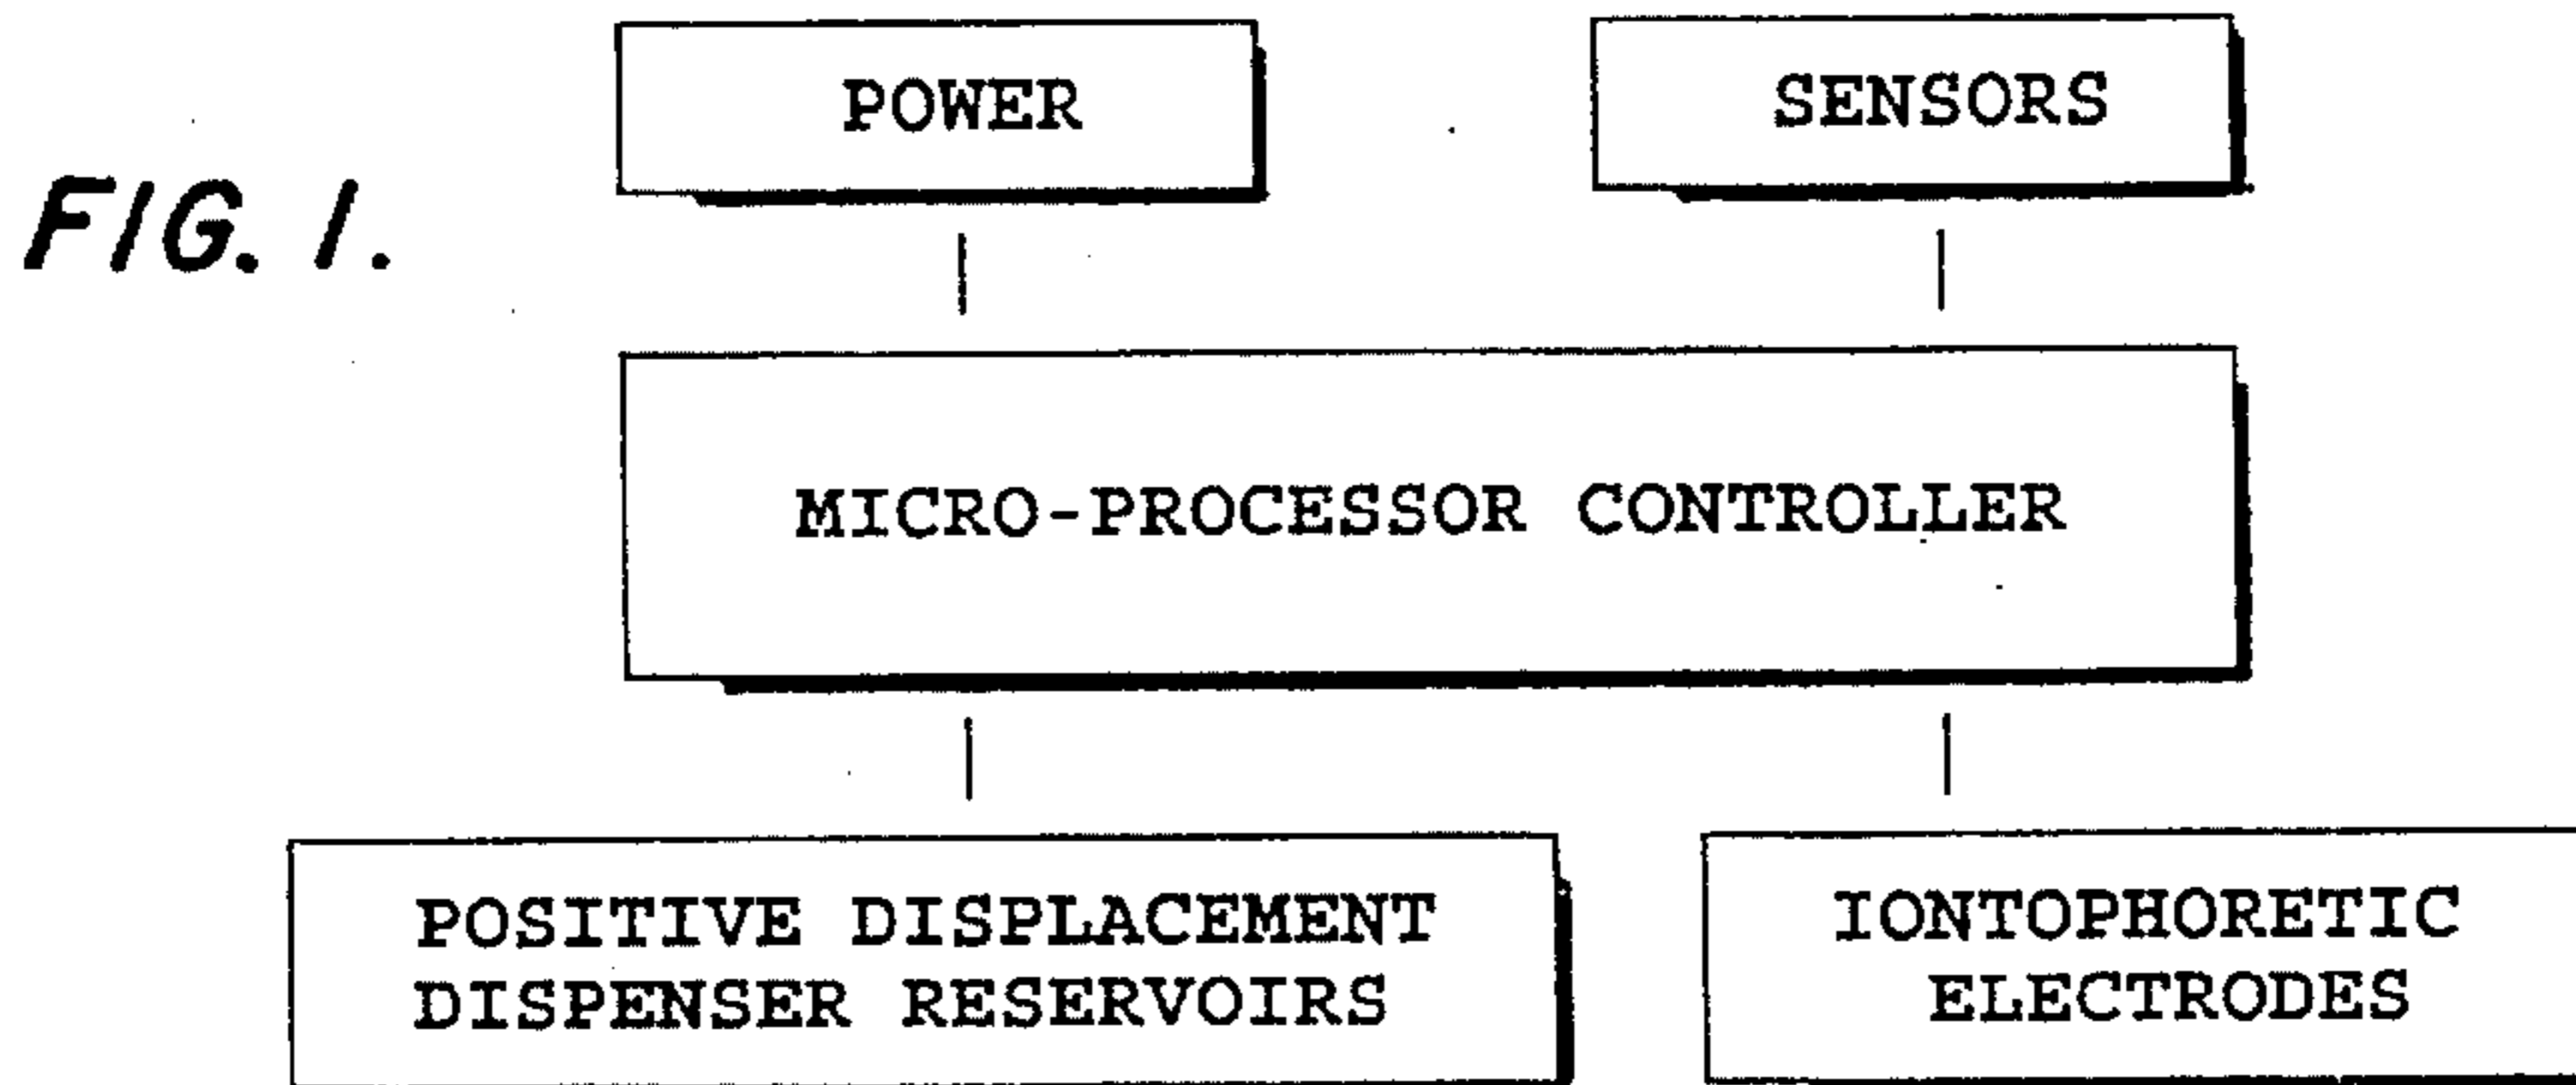 FIG. 1.
POWER
SENSORS
MICRO-PROCESSOR CONTROLLER
POSITIVE DISPLACEMENT
DISPENSER RESERVOIRS
IONTOPHORETIC
ELECTRODES